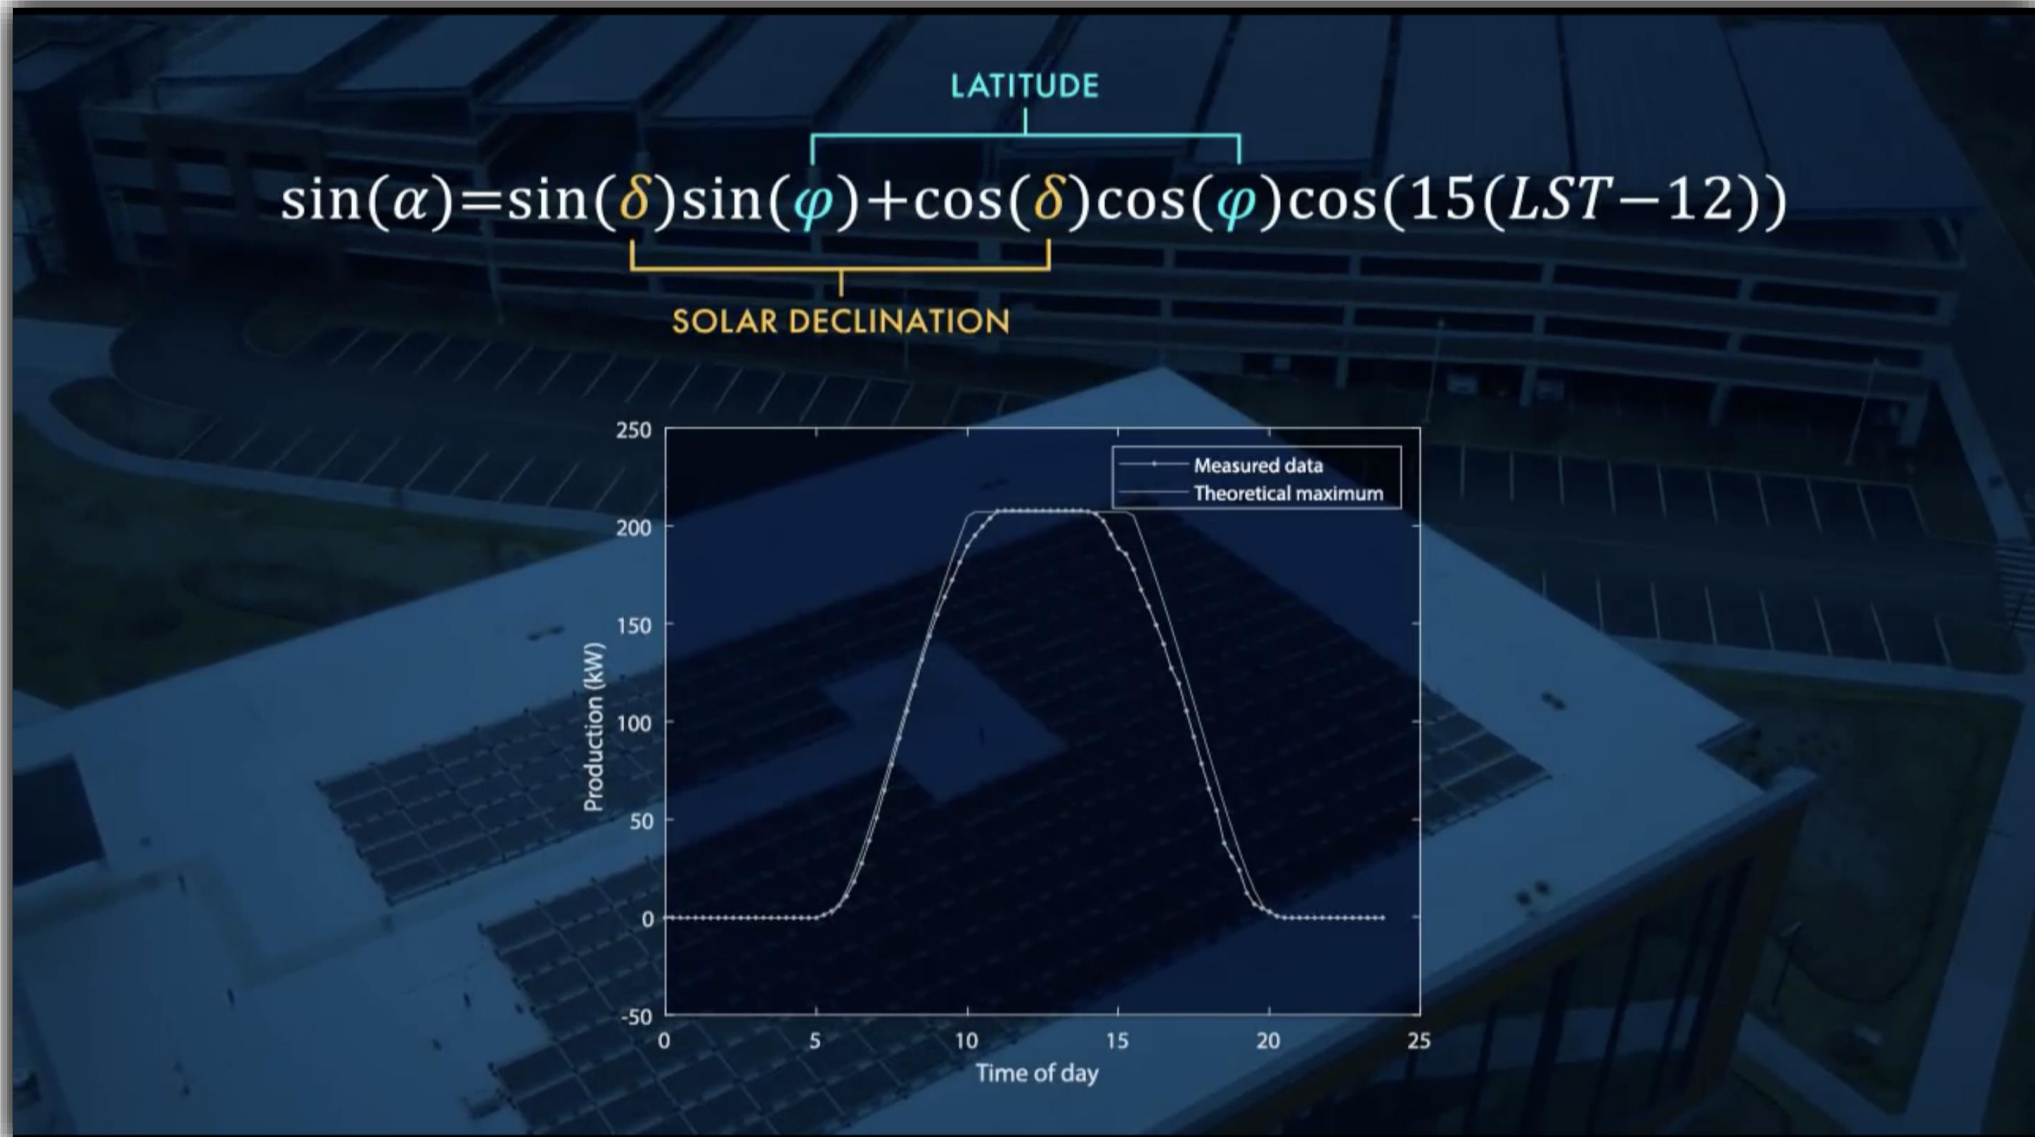 LATITUDE
sin(α)=sin(δ)sin(φ)+cos(δ)cos(φ)cos(15(LST−12))
SOLAR DECLINATION
250
200
150
100
50
0
-50
Production (kW)
Measured data
Theoretical maximum
0 5 10 15 20 25
Time of day